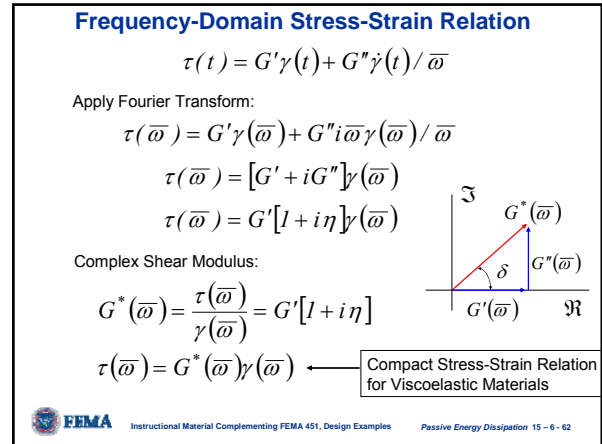 Frequency-Domain Stress-Strain Relation
τ(t) = G′γ(t) + G″γ̇(t) / ω̅
Apply Fourier Transform:
τ(ω̅) = G′γ(ω̅) + G″iω̅γ(ω̅) / ω̅
τ(ω̅) = [G′ + iG″]γ(ω̅)
τ(ω̅) = G′[1 + iη]γ(ω̅)
ℑ
G*(ω̅)
δ
G″(ω̅)
G′(ω̅)
ℜ
Complex Shear Modulus:
G*(ω̅) = τ(ω̅) / γ(ω̅) = G′[1 + iη]
τ(ω̅) = G*(ω̅)γ(ω̅)
Compact Stress-Strain Relation
for Viscoelastic Materials
FEMA
Instructional Material Complementing FEMA 451, Design Examples
Passive Energy Dissipation 15 – 6 - 62